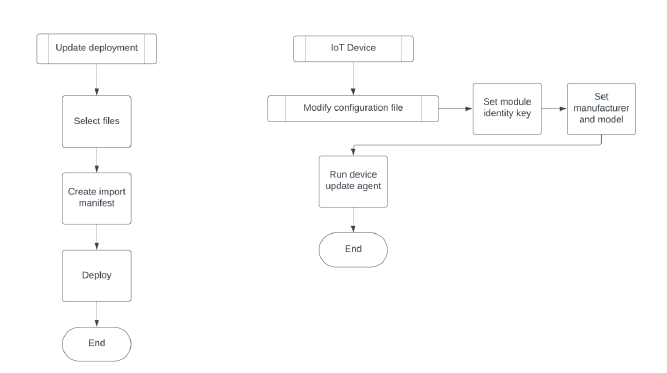 Update deployment
Select files
Create import
manifest
Deploy
End
IoT Device
Modify configuration file
Set module
identity key
Set
manufacturer
and model
Run device
update agent
End